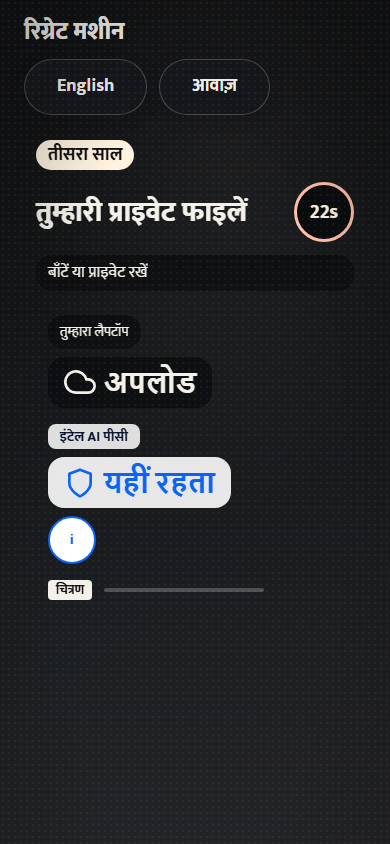 रिग्रेट मशीन
English
आवाज़
तीसरा साल
तुम्हारी प्राइवेट फाइलें
22s
बाँटें या प्राइवेट रखें
तुम्हारा लैपटॉप
अपलोड
इंटेल AI पीसी
यहीं रहता
i
चित्रण